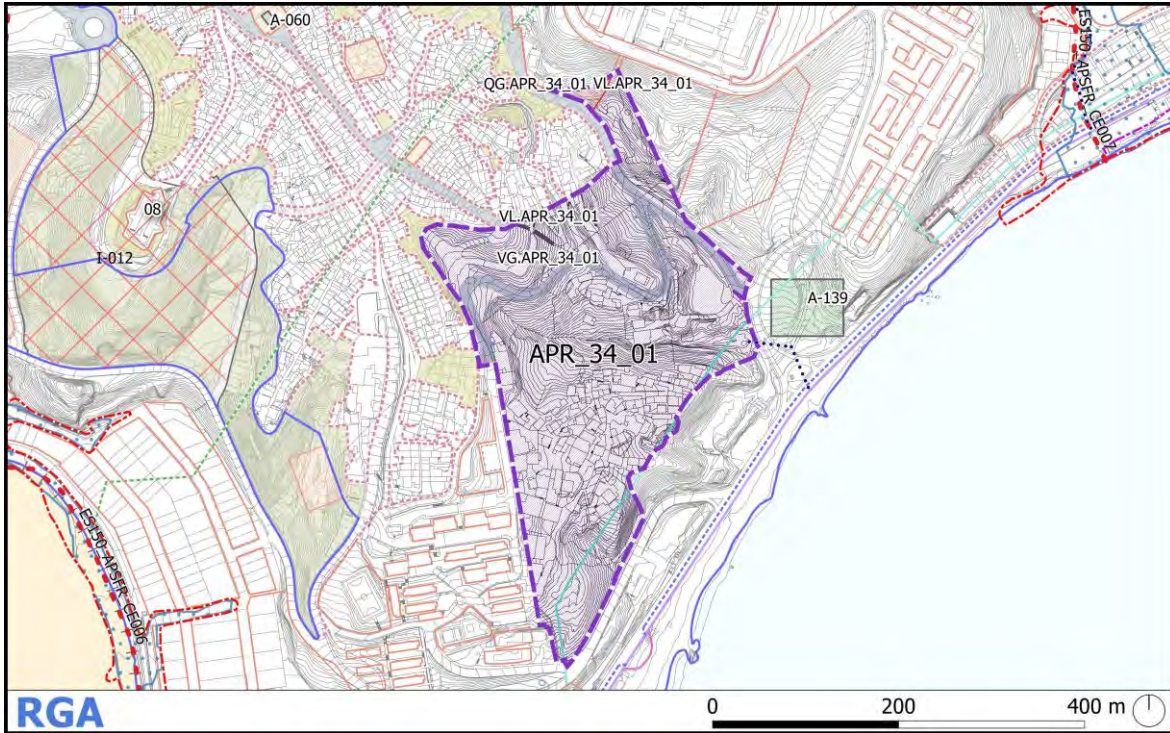 A-060
QG.APR_34_01 VL.APR_34_01
ES150_APSFR_CE007
08
I-012
VL.APR_34_01
VG.APR_34_01
A-139
APR_34_01
ES150_APSFR_CE006
RGA
0 200 400 m